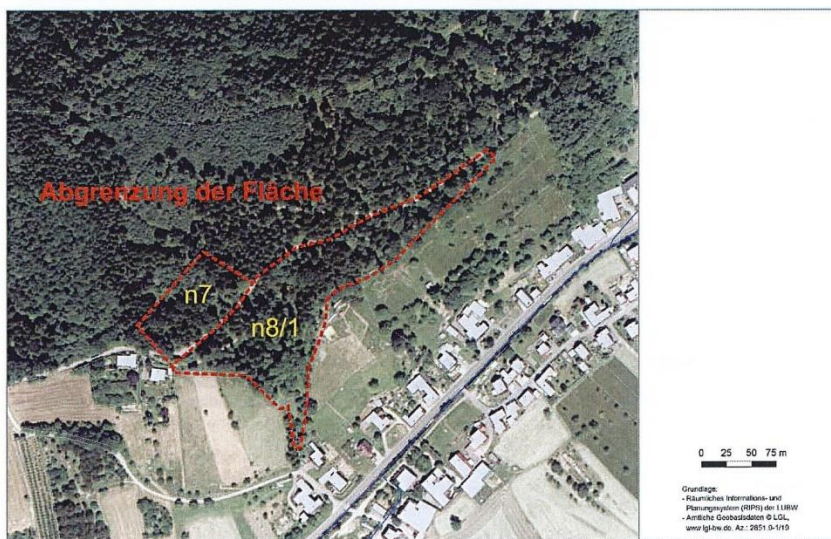 Abgrenzung der Fläche
n7
n8/1
0 25 50 75 m
Grundlage:
- Räumliches Informations- und
Planungssystem (RIPS) der LUBW
- Amtliche Geobasisdaten © LGL,
www.lgl-bw.de, Az.: 2851.9-1/19